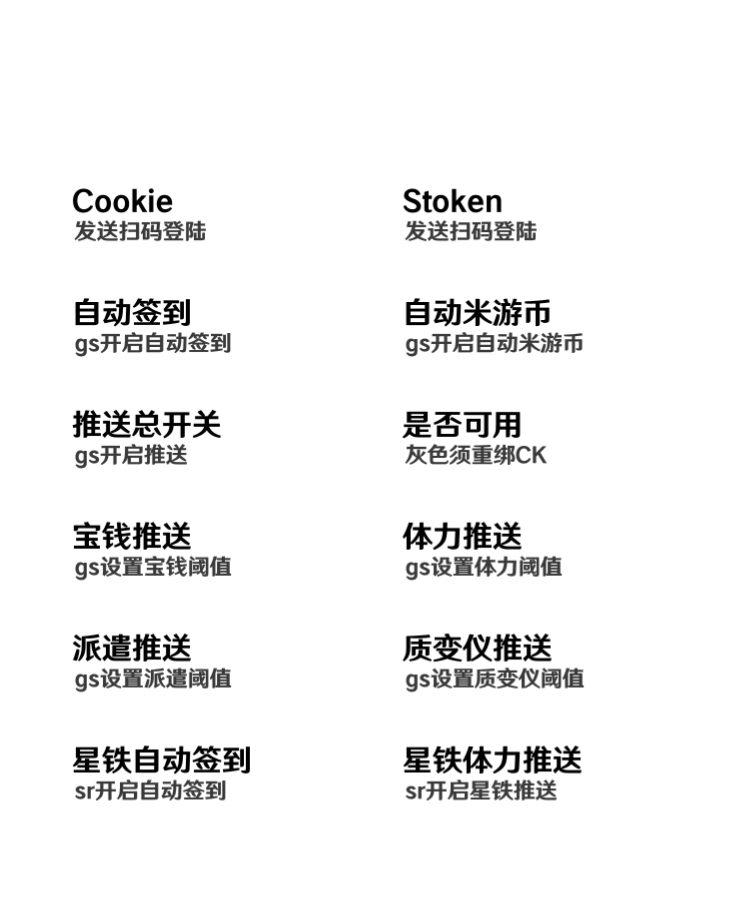 Cookie
发送扫码登陆
Stoken
发送扫码登陆
自动签到
gs开启自动签到
自动米游币
gs开启自动米游币
推送总开关
gs开启推送
是否可用
灰色须重绑CK
宝钱推送
gs设置宝钱阈值
体力推送
gs设置体力阈值
派遣推送
gs设置派遣阈值
质变仪推送
gs设置质变仪阈值
星铁自动签到
sr开启自动签到
星铁体力推送
sr开启星铁推送